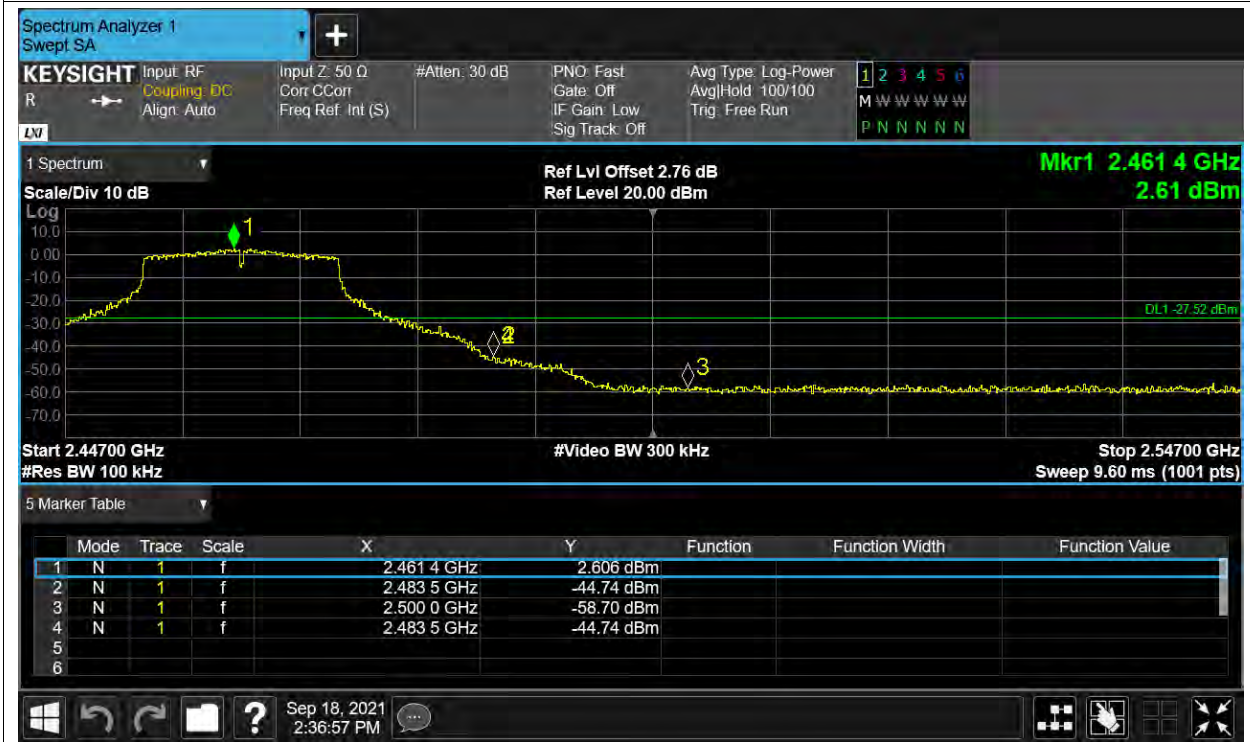 Spectrum Analyzer 1
Swept SA
+
KEYSIGHT Input: RF Input Z: 50 Ω #Atten: 30 dB PNO: Fast Avg Type: Log-Power 1 2 3 4 5 6
R Coupling: DC Corr CCorr Gate: Off Avg|Hold: 100/100 M W W W W W
Align: Auto Freq Ref: Int (S) IF Gain: Low Trig: Free Run
LXI Sig Track: Off P N N N N N
1 Spectrum Ref Lvl Offset 2.76 dB Mkr1 2.461 4 GHz
Scale/Div 10 dB Ref Level 20.00 dBm 2.61 dBm
Log
10.0
1
0.00
-10.0
-20.0
DL1 -27.52 dBm
-30.0
-40.0
-50.0
3
-60.0
-70.0
Start 2.44700 GHz #Video BW 300 kHz Stop 2.54700 GHz
#Res BW 100 kHz Sweep 9.60 ms (1001 pts)
5 Marker Table
Mode Trace Scale X Y Function Function Width Function Value
1 N 1 f 2.461 4 GHz 2.606 dBm
2 N 1 f 2.483 5 GHz -44.74 dBm
3 N 1 f 2.500 0 GHz -58.70 dBm
4 N 1 f 2.483 5 GHz -44.74 dBm
5
6
? Sep 18, 2021
2:36:57 PM